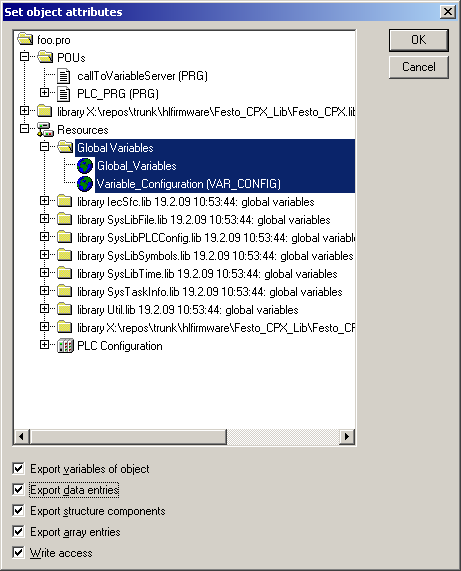 Set object attributes
foo.pro
OK
POUs
Cancel
callToVariableServer (PRG)
PLC_PRG (PRG)
library X:\repos\trunk\hlfirmware\Festo_CPX_Lib\Festo_CPX.lib
Resources
Global Variables
Global_Variables
Variable_Configuration (VAR_CONFIG)
library IecSfc.lib 19.2.09 10:53:44: global variables
library SysLibFile.lib 19.2.09 10:53:44: global variables
library SysLibPLCConfig.lib 19.2.09 10:53:44: global variable
library SysLibSymbols.lib 19.2.09 10:53:44: global variables
library SysLibTime.lib 19.2.09 10:53:44: global variables
library SysTaskInfo.lib 19.2.09 10:53:44: global variables
library Util.lib 19.2.09 10:53:44: global variables
library X:\repos\trunk\hlfirmware\Festo_CPX_Lib\Festo_CP
PLC Configuration
Export variables of object
Export data entries
Export structure components
Export array entries
Write access